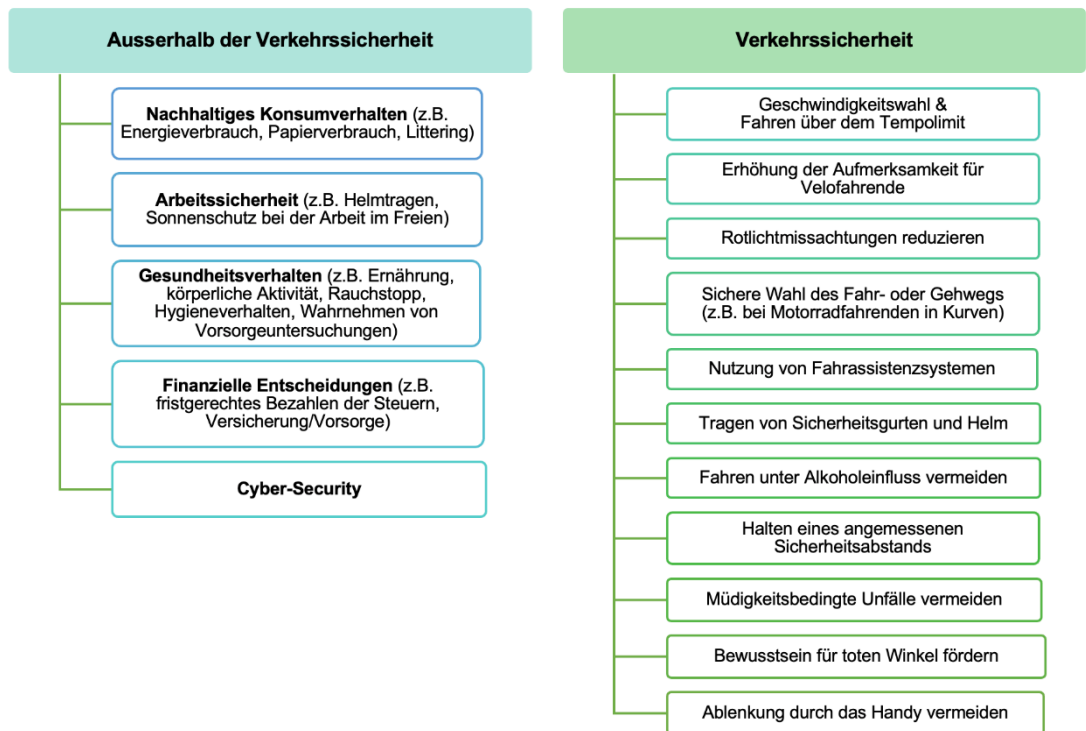 Ausserhalb der Verkehrssicherheit
Nachhaltiges Konsumverhalten (z.B.
Energieverbrauch, Papierverbrauch, Littering)
Arbeitssicherheit (z.B. Helmtragen,
Sonnenschutz bei der Arbeit im Freien)
Gesundheitsverhalten (z.B. Ernährung,
körperliche Aktivität, Rauchstopp,
Hygieneverhalten, Wahrnehmen von
Vorsorgeuntersuchungen)
Finanzielle Entscheidungen (z.B.
fristgerechtes Bezahlen der Steuern,
Versicherung/Vorsorge)
Cyber-Security
Verkehrssicherheit
Geschwindigkeitswahl &
Fahren über dem Tempolimit
Erhöhung der Aufmerksamkeit für
Velofahrende
Rotlichtmissachtungen reduzieren
Sichere Wahl des Fahr- oder Gehwegs
(z.B. bei Motorradfahrenden in Kurven)
Nutzung von Fahrassistenzsystemen
Tragen von Sicherheitsgurten und Helm
Fahren unter Alkoholeinfluss vermeiden
Halten eines angemessenen
Sicherheitsabstands
Müdigkeitsbedingte Unfälle vermeiden
Bewusstsein für toten Winkel fördern
Ablenkung durch das Handy vermeiden